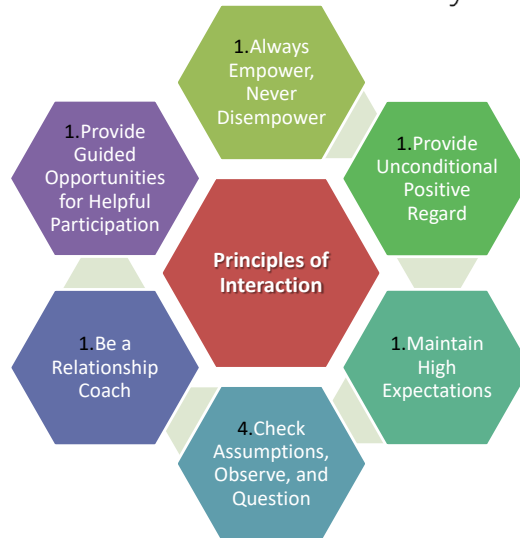 1.Always
Empower,
Never
Disempower
1.Provide
Unconditional
Positive
Regard
1.Maintain
High
Expectations
4.Check
Assumptions,
Observe, and
Question
1.Be a
Relationship
Coach
1.Provide
Guided
Opportunities
for Helpful
Participation
Principles of
Interaction